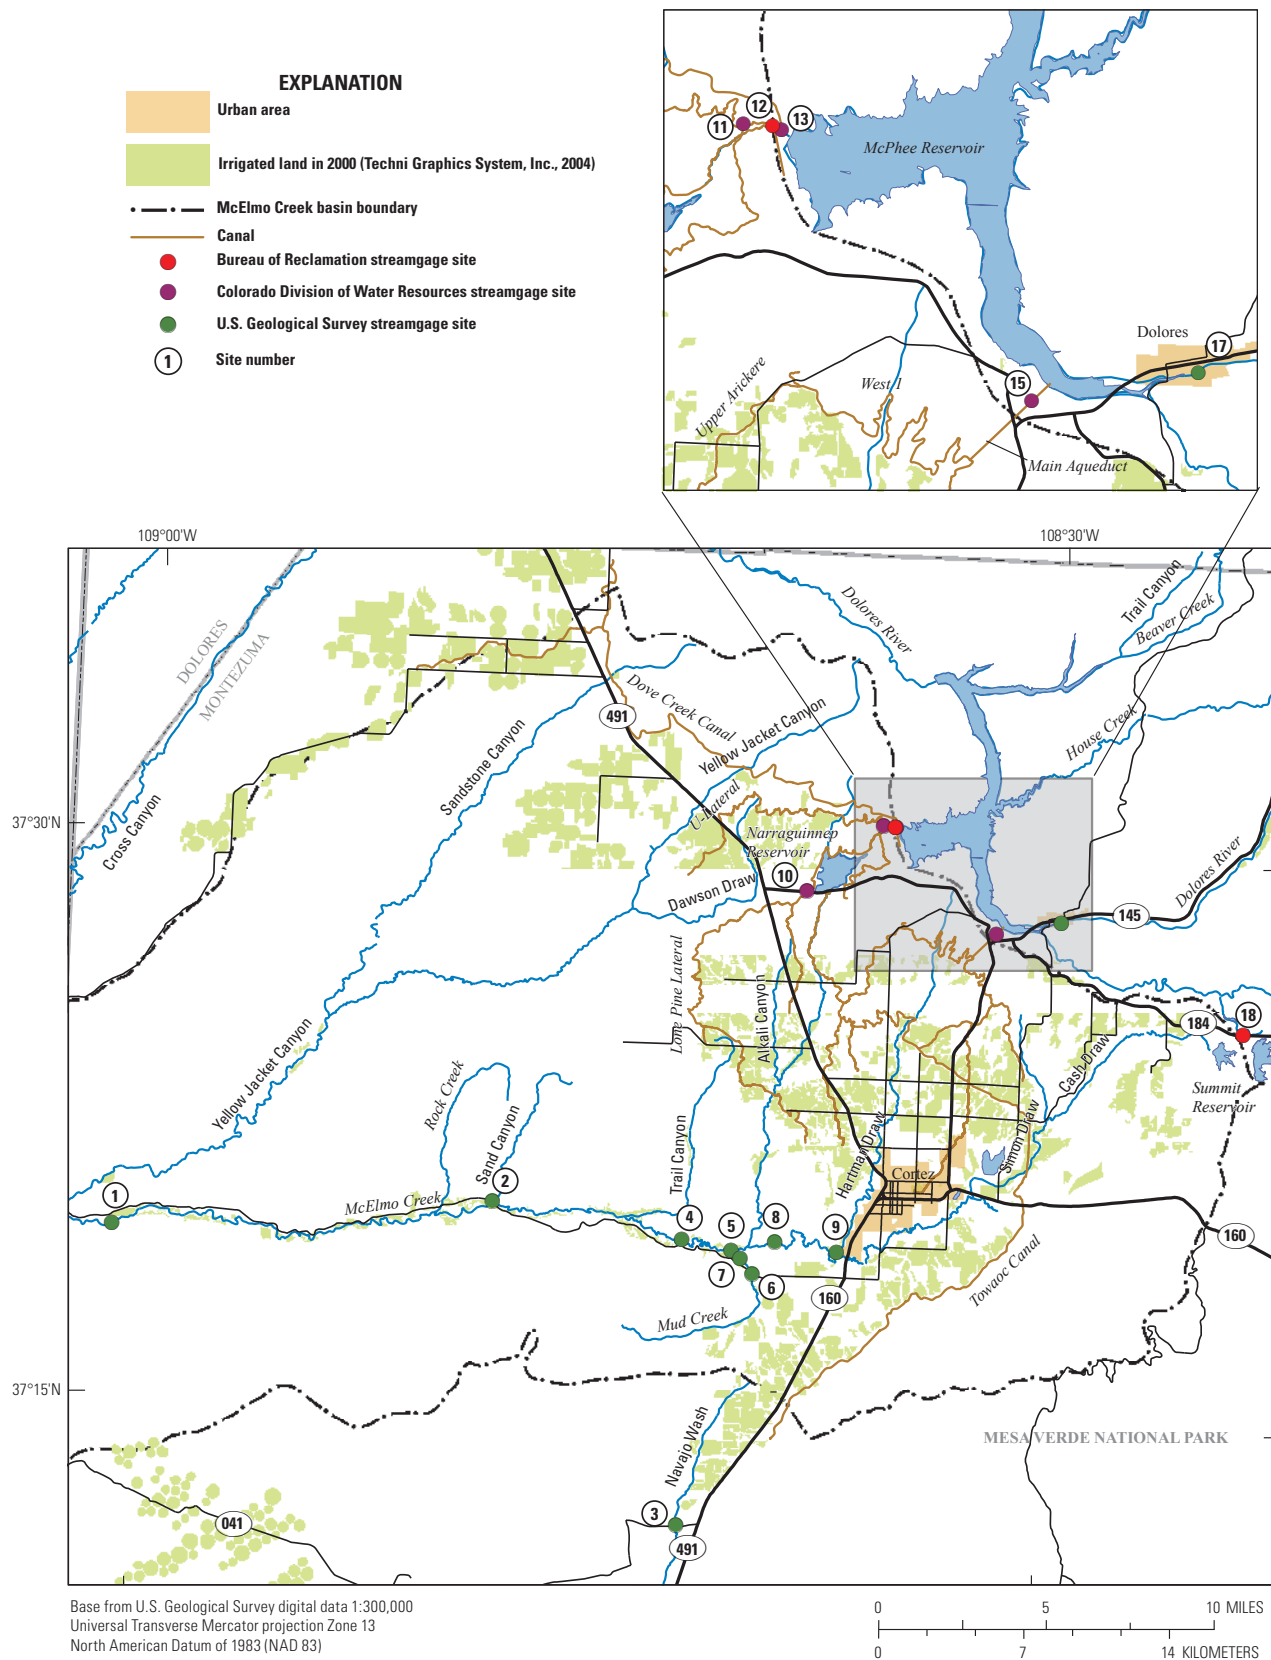 EXPLANATION
Urban area
Irrigated land in 2000 (Techni Graphics System, Inc., 2004)
McElmo Creek basin boundary
Canal
Bureau of Reclamation streamgage site
Colorado Division of Water Resources streamgage site
U.S. Geological Survey streamgage site
1 Site number
11
12
13
McPhee Reservoir
Dolores
17
15
Upper Arickere
West 1
Main Aqueduct
109°00'W
108°30'W
37°30'N
37°15'N
DOLORES
MONTEZUMA
Dolores River
Trail Canyon
Beaver Creek
House Creek
Dove Creek Canal
491
Yellow Jacket Canyon
Sandstone Canyon
Cross Canyon
U-Lateral
Narraguinnep
Reservoir
10
Dawson Draw
Dolores River
145
Lone Pine Lateral
Alkali Canyon
184
18
Cash Draw
Summit
Reservoir
Yellow Jacket Canyon
Rock Creek
Sand Canyon
Trail Canyon
Hartman Draw
Simon Draw
Cortez
1
McElmo Creek
2
4
5
8
9
7
6
160
160
Towaoc Canal
Mud Creek
Navajo Wash
MESA VERDE NATIONAL PARK
3
041
491
Base from U.S. Geological Survey digital data 1:300,000
Universal Transverse Mercator projection Zone 13
North American Datum of 1983 (NAD 83)
0 5 10 MILES
0 7 14 KILOMETERS